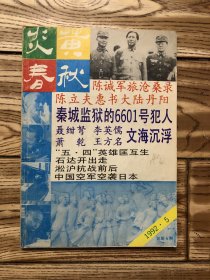 炎黄
春秋
陈诚军旅沧桑录
陈立夫惠书大陆丹阳
秦城监狱的6601号犯人
聂绀弩 李英儒
萧乾 王方名
文海沉浮
"五·四"英雄匡互生
石达开出走
淞沪抗战前后
中国空军空袭日本
1992·5